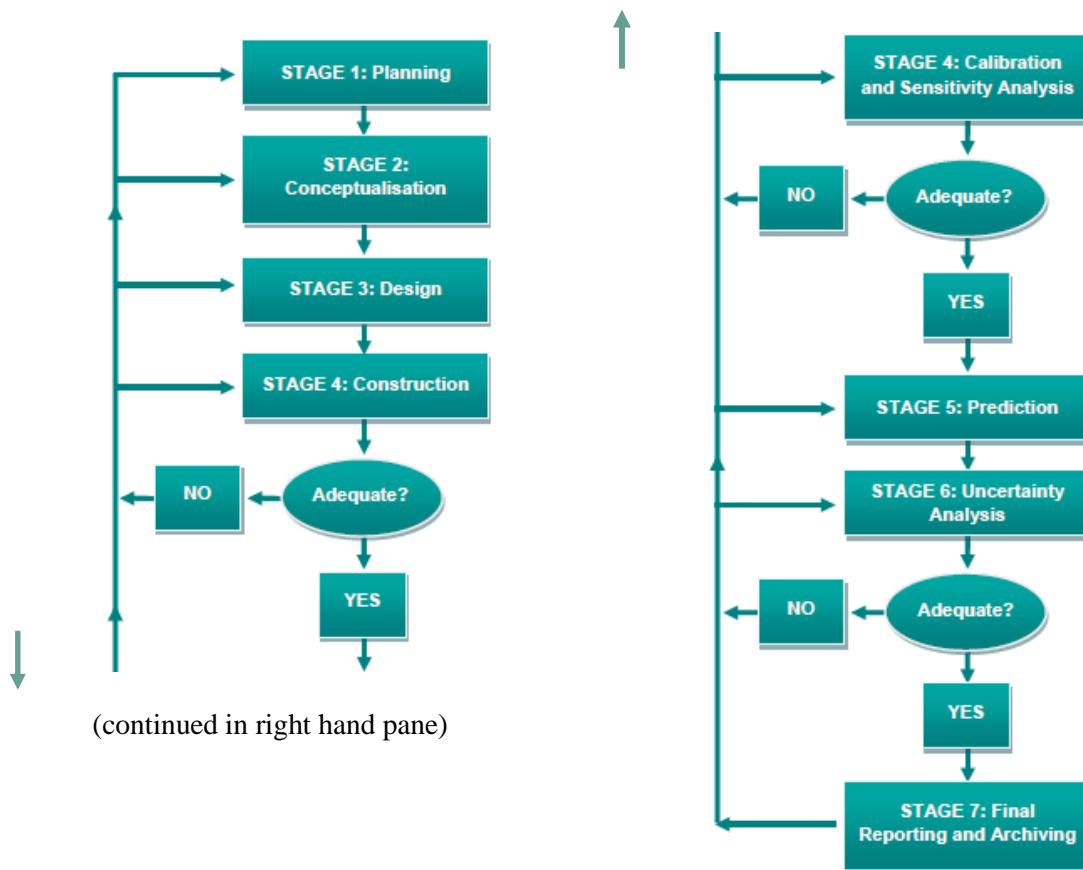 STAGE 1: Planning
STAGE 2:
Conceptualisation
STAGE 3: Design
STAGE 4: Construction
Adequate?
NO
YES
(continued in right hand pane)
STAGE 4: Calibration
and Sensitivity Analysis
Adequate?
NO
YES
STAGE 5: Prediction
STAGE 6: Uncertainty
Analysis
Adequate?
NO
YES
STAGE 7: Final
Reporting and Archiving